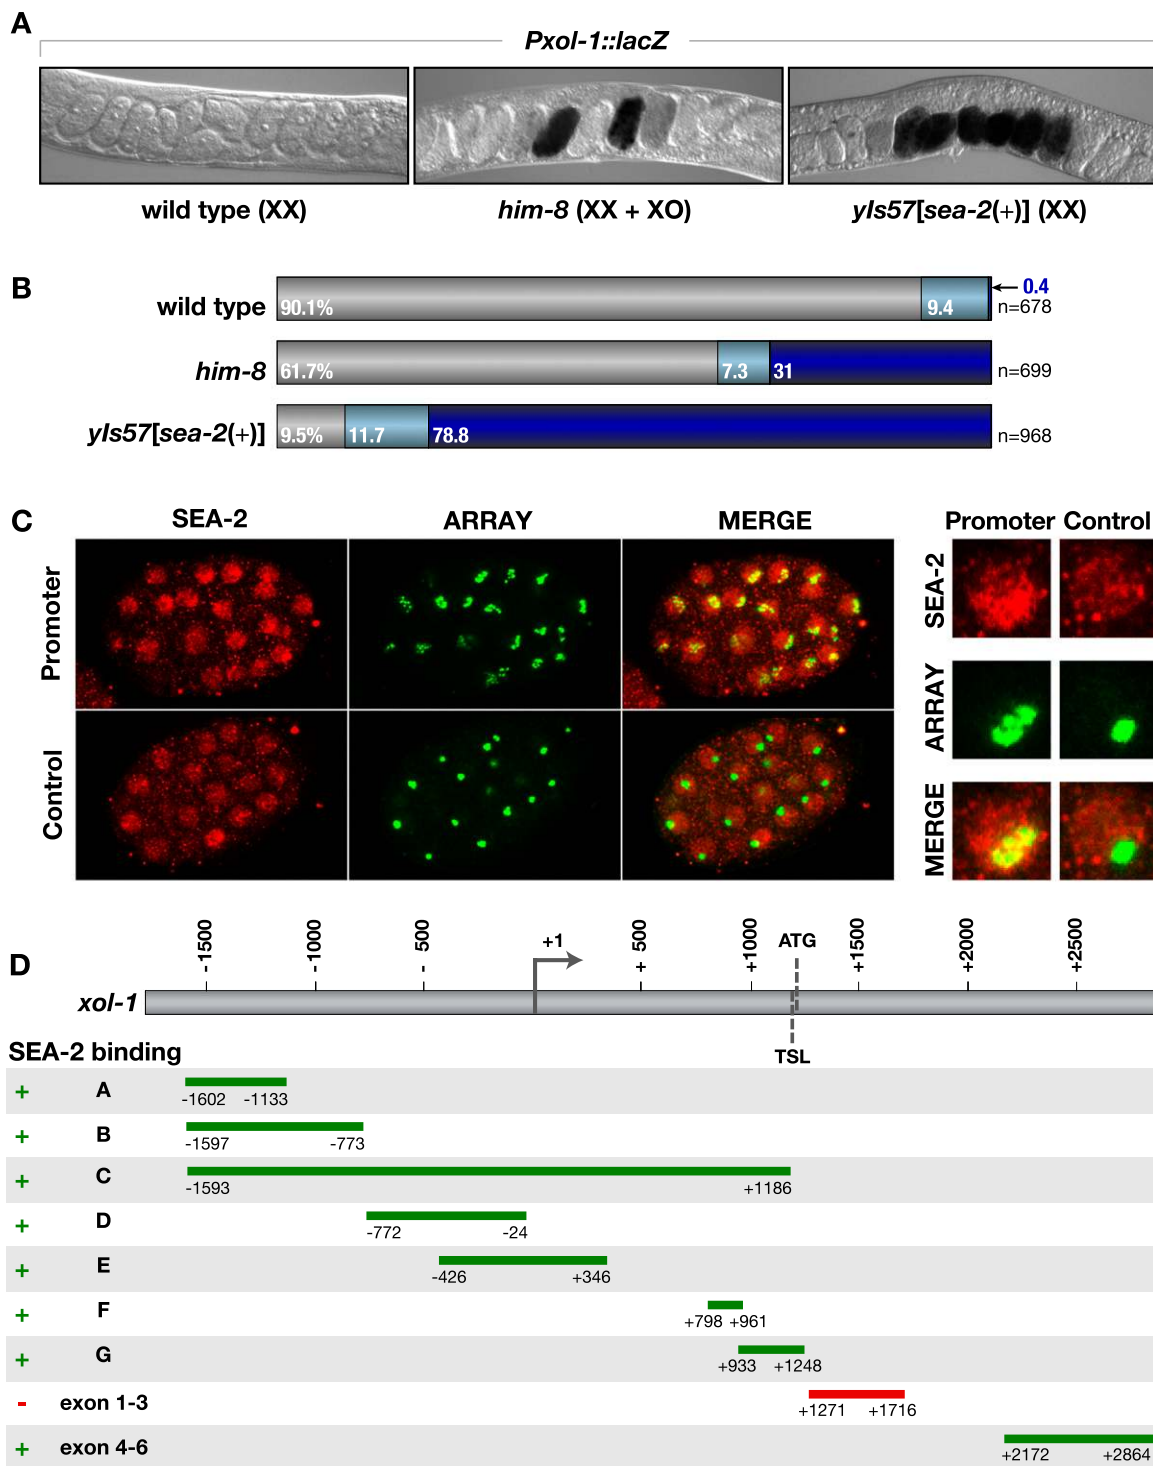 A
Pxol-1::lacZ
wild type (XX)
him-8 (XX + XO)
yIs57[sea-2(+)] (XX)
B
wild type
90.1%
9.4
0.4
n=678
him-8
61.7%
7.3
31
n=699
yIs57[sea-2(+)]
9.5%
11.7
78.8
n=968
C
SEA-2
ARRAY
MERGE
Promoter
Control
Promoter
Control
SEA-2
ARRAY
MERGE
D
-1500
-1000
- 500
+1
+ 500
+1000
ATG
+1500
+2000
+2500
xol-1
TSL
SEA-2 binding
+ A
-1602 -1133
+ B
-1597 -773
+ C
-1593 +1186
+ D
-772 -24
+ E
-426 +346
+ F
+798 +961
+ G
+933 +1248
- exon 1-3
+1271 +1716
+ exon 4-6
+2172 +2864